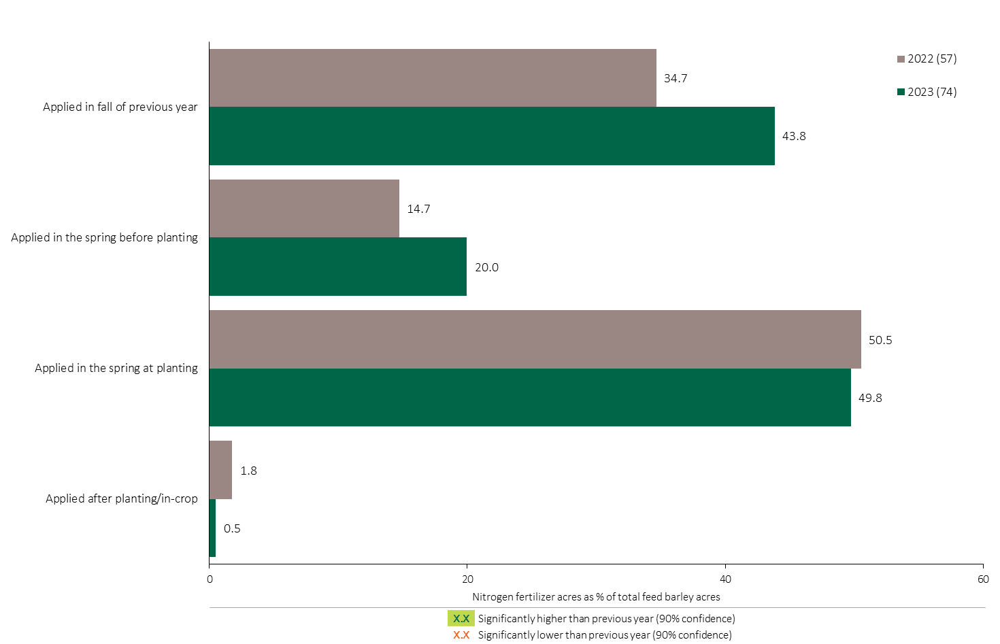 2022 (57)
2023 (74)
Applied in fall of previous year
34.7
43.8
Applied in the spring before planting
14.7
20.0
Applied in the spring at planting
50.5
49.8
Applied after planting/in-crop
1.8
0.5
0 20 40 60
Nitrogen fertilizer acres as % of total feed barley acres
X.X Significantly higher than previous year (90% confidence)
X.X Significantly lower than previous year (90% confidence)